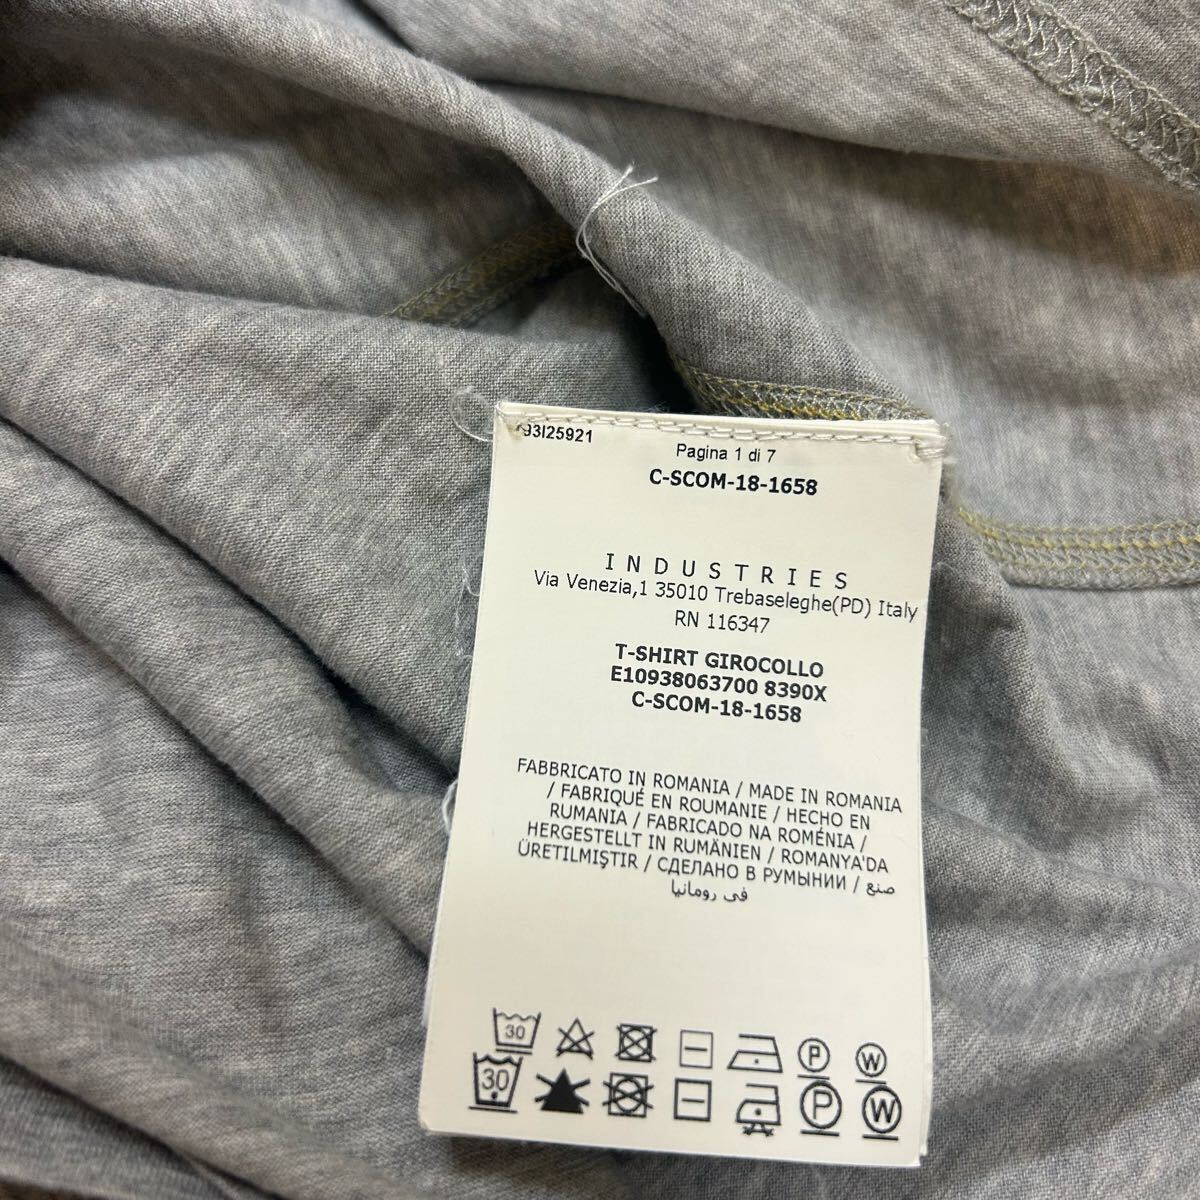 93I25921
Pagina 1 di 7
C-SCOM-18-1658
INDUSTRIES
Via Venezia,1 35010 Trebaseleghe(PD) Italy
RN 116347
T-SHIRT GIROCOLLO
E10938063700 8390X
C-SCOM-18-1658
FABBRICATO IN ROMANIA / MADE IN ROMANIA
/ FABRIQUÉ EN ROUMANIE / HECHO EN
RUMANIA / FABRICADO NA ROMÉNIA /
HERGESTELLT IN RUMÄNIEN / ROMANYA'DA
ÜRETILMIŞTIR / СДЕЛАНО В РУМЫНИИ / صنع
في رومانيا
30 P W
30 P W